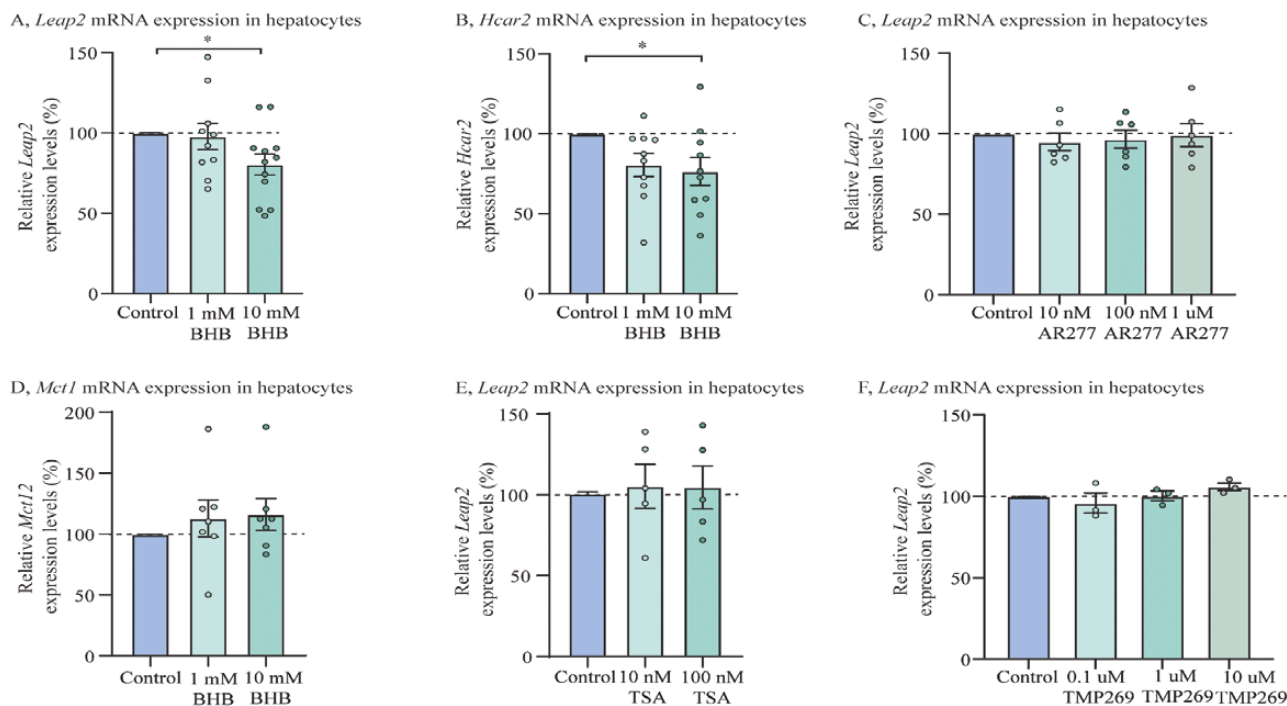 A, Leap2 mRNA expression in hepatocytes
*
150
100
50
0
Relative Leap2
expression levels (%)
Control
1 mM
BHB
10 mM
BHB
B, Hcar2 mRNA expression in hepatocytes
*
150
100
50
0
Relative Hcar2
expression levels (%)
Control
1 mM
BHB
10 mM
BHB
C, Leap2 mRNA expression in hepatocytes
150
100
50
0
Relative Leap2
expression levels (%)
Control
10 nM
AR277
100 nM
AR277
1 uM
AR277
D, Mct1 mRNA expression in hepatocytes
200
150
100
50
0
Relative Mct12
expression levels (%)
Control
1 mM
BHB
10 mM
BHB
E, Leap2 mRNA expression in hepatocytes
150
100
50
0
Relative Leap2
expression levels (%)
Control
10 nM
TSA
100 nM
TSA
F, Leap2 mRNA expression in hepatocytes
150
100
50
0
Relative Leap2
expression levels (%)
Control
0.1 uM
TMP269
1 uM
TMP269
10 uM
TMP269